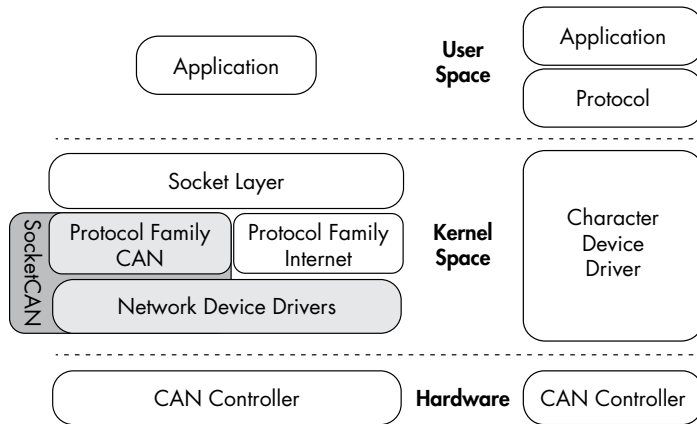 Application
User
Space
Application
Protocol
Socket Layer
SocketCAN
Protocol Family
CAN
Protocol Family
Internet
Network Device Drivers
Kernel
Space
Character
Device
Driver
CAN Controller
Hardware
CAN Controller